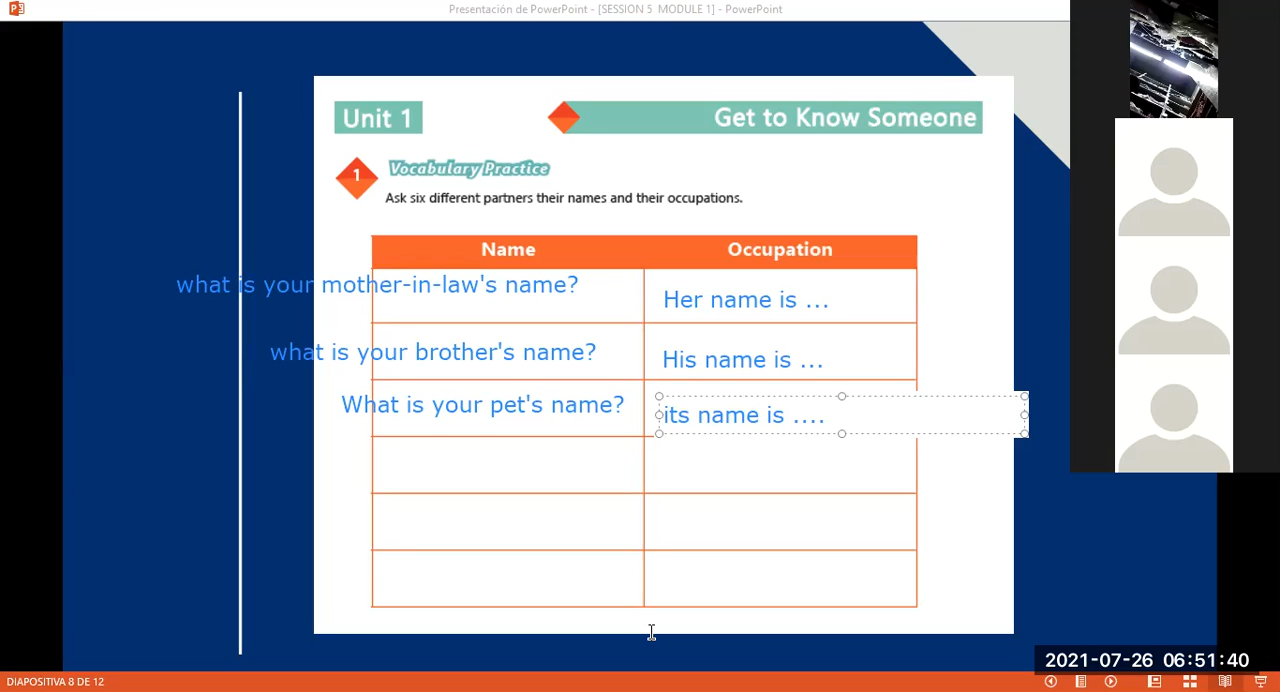 Presentación de PowerPoint - [SESSION 5 MODULE 1] - PowerPoint
Unit 1
Get to Know Someone
1
Vocabulary Practice
Ask six different partners their names and their occupations.
Name Occupation
what is your mother-in-law's name? Her name is ...
what is your brother's name? His name is ...
What is your pet's name? its name is ....
2021-07-26 06:51:40
DIAPOSITIVA 8 DE 12